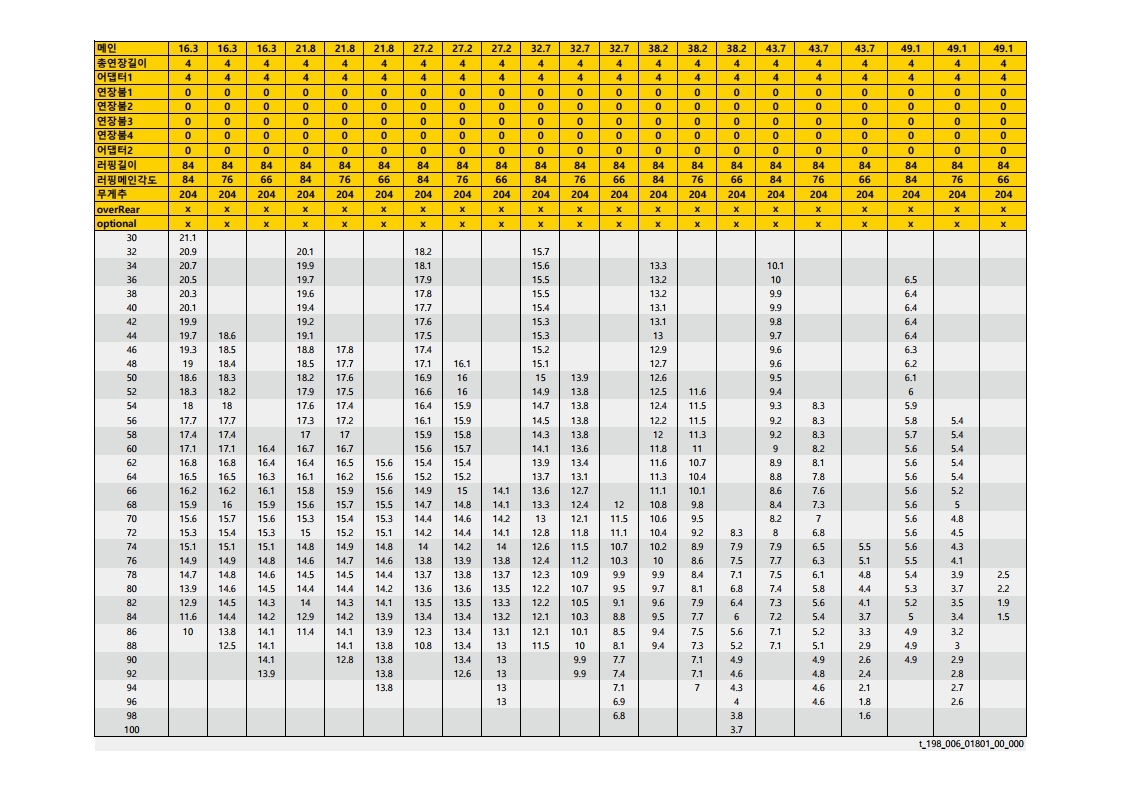 메인 16.3 16.3 16.3 21.8 21.8 21.8 27.2 27.2 27.2 32.7 32.7 32.7 38.2 38.2 38.2 43.7 43.7 43.7 49.1 49.1 49.1
총연장길이 4 4 4 4 4 4 4 4 4 4 4 4 4 4 4 4 4 4 4 4 4
어댑터1 4 4 4 4 4 4 4 4 4 4 4 4 4 4 4 4 4 4 4 4 4
연장붐1 0 0 0 0 0 0 0 0 0 0 0 0 0 0 0 0 0 0 0 0 0
연장붐2 0 0 0 0 0 0 0 0 0 0 0 0 0 0 0 0 0 0 0 0 0
연장붐3 0 0 0 0 0 0 0 0 0 0 0 0 0 0 0 0 0 0 0 0 0
연장붐4 0 0 0 0 0 0 0 0 0 0 0 0 0 0 0 0 0 0 0 0 0
어댑터2 0 0 0 0 0 0 0 0 0 0 0 0 0 0 0 0 0 0 0 0 0
러핑길이 84 84 84 84 84 84 84 84 84 84 84 84 84 84 84 84 84 84 84 84 84
러핑메인각도 84 76 66 84 76 66 84 76 66 84 76 66 84 76 66 84 76 66 84 76 66
무게추 204 204 204 204 204 204 204 204 204 204 204 204 204 204 204 204 204 204 204 204 204
overRear x x x x x x x x x x x x x x x x x x x x x
optional x x x x x x x x x x x x x x x x x x x x x
30 21.1
32 20.9 20.1 18.2 15.7
34 20.7 19.9 18.1 15.6 13.3 10.1
36 20.5 19.7 17.9 15.5 13.2 10 6.5
38 20.3 19.6 17.8 15.5 13.2 9.9 6.4
40 20.1 19.4 17.7 15.4 13.1 9.9 6.4
42 19.9 19.2 17.6 15.3 13.1 9.8 6.4
44 19.7 18.6 19.1 17.5 15.3 13 9.7 6.4
46 19.3 18.5 18.8 17.8 17.4 15.2 12.9 9.6 6.3
48 19 18.4 18.5 17.7 17.1 16.1 15.1 12.7 9.6 6.2
50 18.6 18.3 18.2 17.6 16.9 16 15 13.9 12.6 9.5 6.1
52 18.3 18.2 17.9 17.5 16.6 16 14.9 13.8 12.5 11.6 9.4 6
54 18 18 17.6 17.4 16.4 15.9 14.7 13.8 12.4 11.5 9.3 8.3 5.9
56 17.7 17.7 17.3 17.2 16.1 15.9 14.5 13.8 12.2 11.5 9.2 8.3 5.8 5.4
58 17.4 17.4 17 17 15.9 15.8 14.3 13.8 12 11.3 9.2 8.3 5.7 5.4
60 17.1 17.1 16.4 16.7 16.7 15.6 15.7 14.1 13.6 11.8 11 9 8.2 5.6 5.4
62 16.8 16.8 16.4 16.4 16.5 15.6 15.4 15.4 13.9 13.4 11.6 10.7 8.9 8.1 5.6 5.4
64 16.5 16.5 16.3 16.1 16.2 15.6 15.2 15.2 13.7 13.1 11.3 10.4 8.8 7.8 5.6 5.4
66 16.2 16.2 16.1 15.8 15.9 15.6 14.9 15 14.1 13.6 12.7 11.1 10.1 8.6 7.6 5.6 5.2
68 15.9 16 15.9 15.6 15.7 15.5 14.7 14.8 14.1 13.3 12.4 12 10.8 9.8 8.4 7.3 5.6 5
70 15.6 15.7 15.6 15.3 15.4 15.3 14.4 14.6 14.2 13 12.1 11.5 10.6 9.5 8.2 7 5.6 4.8
72 15.3 15.4 15.3 15 15.2 15.1 14.2 14.4 14.1 12.8 11.8 11.1 10.4 9.2 8.3 8 6.8 5.6 4.5
74 15.1 15.1 15.1 14.8 14.9 14.8 14 14.2 14 12.6 11.5 10.7 10.2 8.9 7.9 7.9 6.5 5.5 5.6 4.3
76 14.9 14.9 14.8 14.6 14.7 14.6 13.8 13.9 13.8 12.4 11.2 10.3 10 8.6 7.5 7.7 6.3 5.1 5.5 4.1
78 14.7 14.8 14.6 14.5 14.5 14.4 13.7 13.8 13.7 12.3 10.9 9.9 9.9 8.4 7.1 7.5 6.1 4.8 5.4 3.9 2.5
80 13.9 14.6 14.5 14.4 14.4 14.2 13.6 13.6 13.5 12.2 10.7 9.5 9.7 8.1 6.8 7.4 5.8 4.4 5.3 3.7 2.2
82 12.9 14.5 14.3 14 14.3 14.1 13.5 13.5 13.3 12.2 10.5 9.1 9.6 7.9 6.4 7.3 5.6 4.1 5.2 3.5 1.9
84 11.6 14.4 14.2 12.9 14.2 13.9 13.4 13.4 13.2 12.1 10.3 8.8 9.5 7.7 6 7.2 5.4 3.7 5 3.4 1.5
86 10 13.8 14.1 11.4 14.1 13.9 12.3 13.4 13.1 12.1 10.1 8.5 9.4 7.5 5.6 7.1 5.2 3.3 4.9 3.2
88 12.5 14.1 14.1 13.8 10.8 13.4 13 11.5 10 8.1 9.4 7.3 5.2 7.1 5.1 2.9 4.9 3
90 14.1 12.8 13.8 13.4 13 9.9 7.7 7.1 4.9 4.9 2.6 4.9 2.9
92 13.9 13.8 12.6 13 9.9 7.4 7.1 4.6 4.8 2.4 2.8
94 13.8 13 7.1 7 4.3 4.6 2.1 2.7
96 13 6.9 4 4.6 1.8 2.6
98 6.8 3.8 1.6
100 3.7
t_198_006_01801_00_000